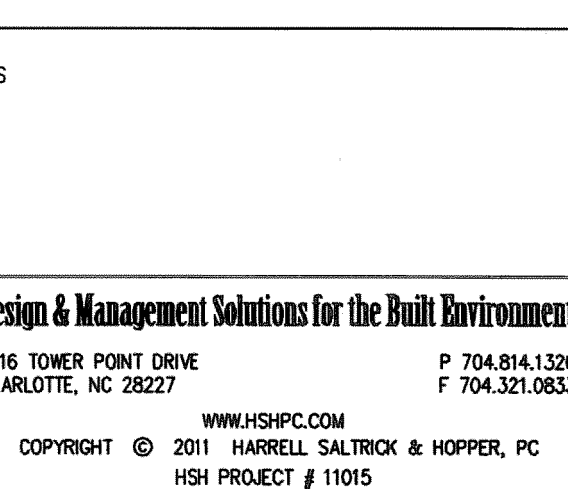 S
esign & Management Solutions for the Built Environment
16 TOWER POINT DRIVE P 704.814.1320
ARLOTTE, NC 28227 F 704.321.0833
WWW.HSHPC.COM
COPYRIGHT © 2011 HARRELL SALTRICK & HOPPER, PC
HSH PROJECT # 11015